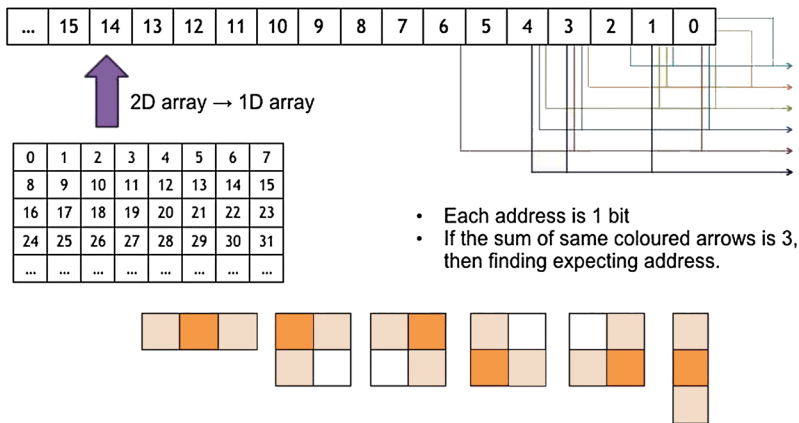 ... 15 14 13 12 11 10 9 8 7 6 5 4 3 2 1 0
2D array → 1D array
0 1 2 3 4 5 6 7
8 9 10 11 12 13 14 15
16 17 18 19 20 21 22 23
24 25 26 27 28 29 30 31
... ... ... ... ... ... ... ...
• Each address is 1 bit
• If the sum of same coloured arrows is 3,
then finding expecting address.